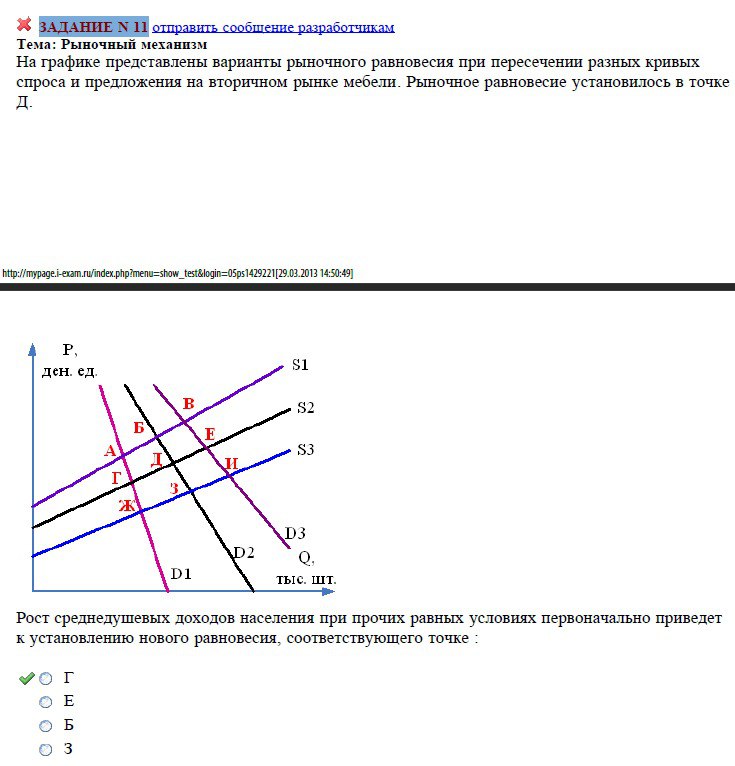 ЗАДАНИЕ N 11 отправить сообщение разработчикам
Тема: Рыночный механизм
На графике представлены варианты рыночного равновесия при пересечении разных кривых
спроса и предложения на вторичном рынке мебели. Рыночное равновесие установилось в точке
Д.
http://mypage.i-exam.ru/index.php?menu=show_test&login=05ps1429221[29.03.2013 14:50:49]
P,
ден. ед.
S1
S2
S3
В
Б
Е
А
Д
И
Г
З
Ж
D3
D2
Q,
D1
тыс. шт.
Рост среднедушевых доходов населения при прочих равных условиях первоначально приведет
к установлению нового равновесия, соответствующего точке :
Г
Е
Б
З